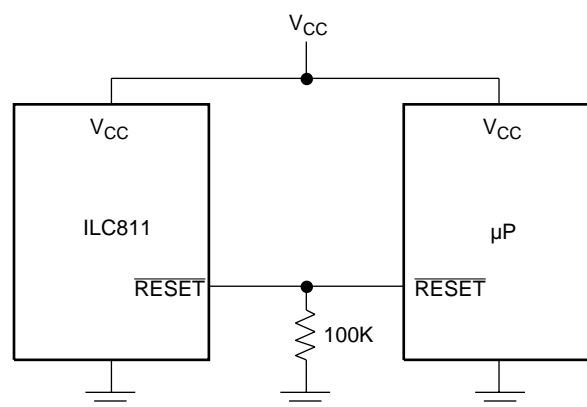 VCC
VCC
VCC
ILC811
µP
RESET
RESET
100K